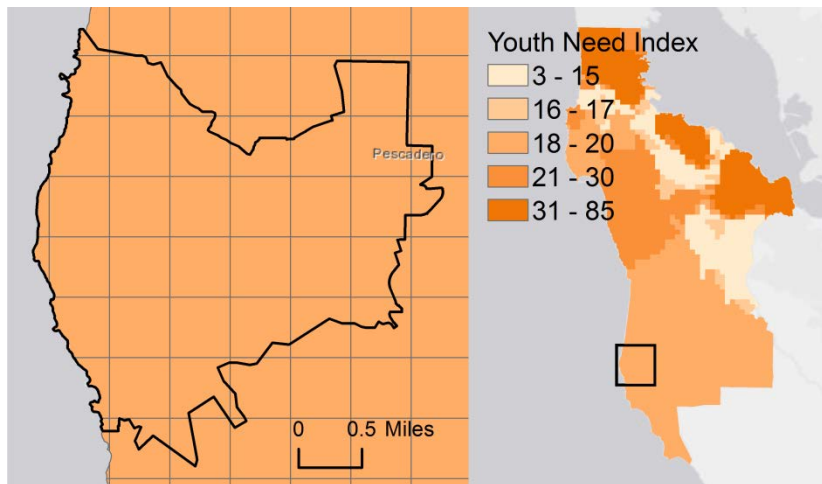 Pescadero
0 0.5 Miles
Youth Need Index
3 - 15
16 - 17
18 - 20
21 - 30
31 - 85